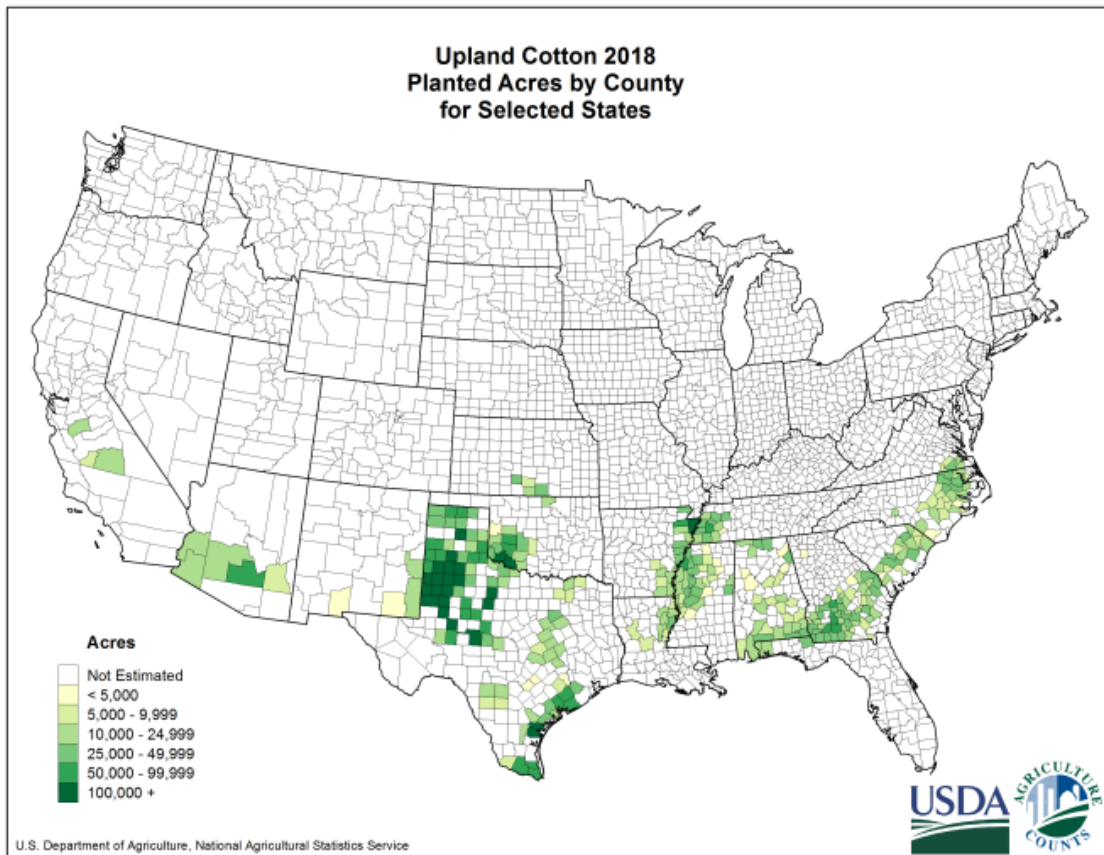 Upland Cotton 2018
Planted Acres by County
for Selected States
Acres
Not Estimated
< 5,000
5,000 - 9,999
10,000 - 24,999
25,000 - 49,999
50,000 - 99,999
100,000 +
U.S. Department of Agriculture, National Agricultural Statistics Service
USDA
AGRICULTURE
COUNTS